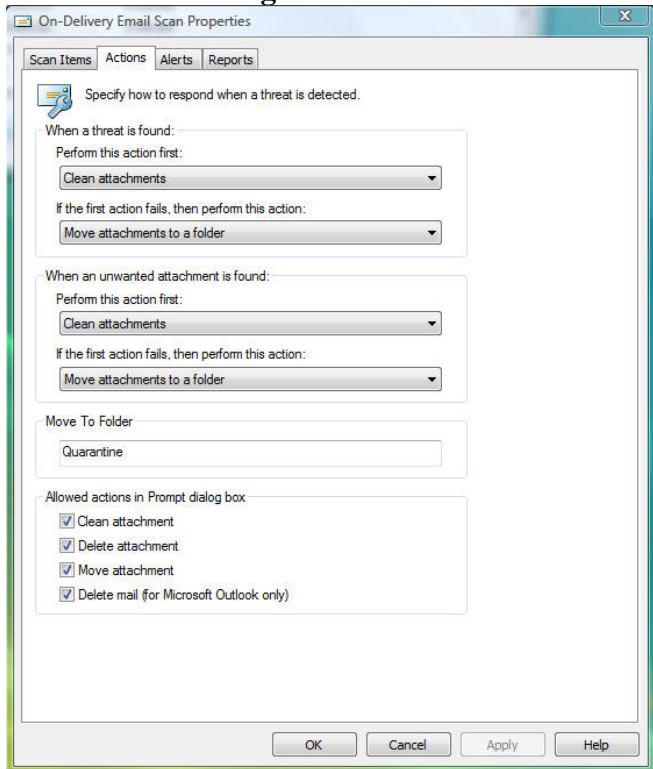 On-Delivery Email Scan Properties
X
Scan Items Actions Alerts Reports
Specify how to respond when a threat is detected.
When a threat is found:
Perform this action first:
Clean attachments
If the first action fails, then perform this action:
Move attachments to a folder
When an unwanted attachment is found:
Perform this action first:
Clean attachments
If the first action fails, then perform this action:
Move attachments to a folder
Move To Folder
Quarantine
Allowed actions in Prompt dialog box
Clean attachment
Delete attachment
Move attachment
Delete mail (for Microsoft Outlook only)
OK Cancel Apply Help